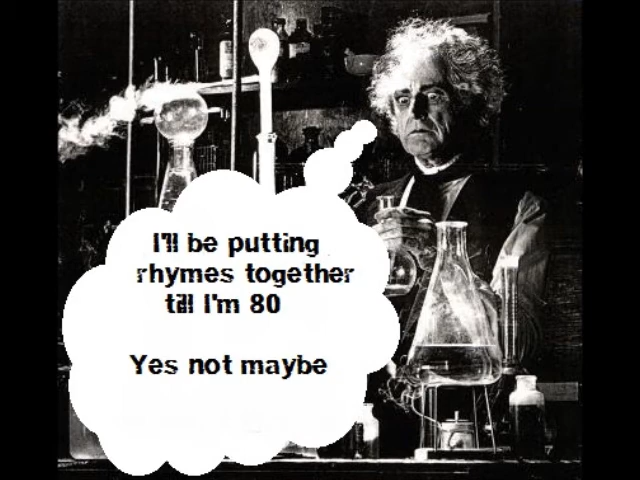 I'll be putting
rhymes together
till I'm 80
Yes not maybe